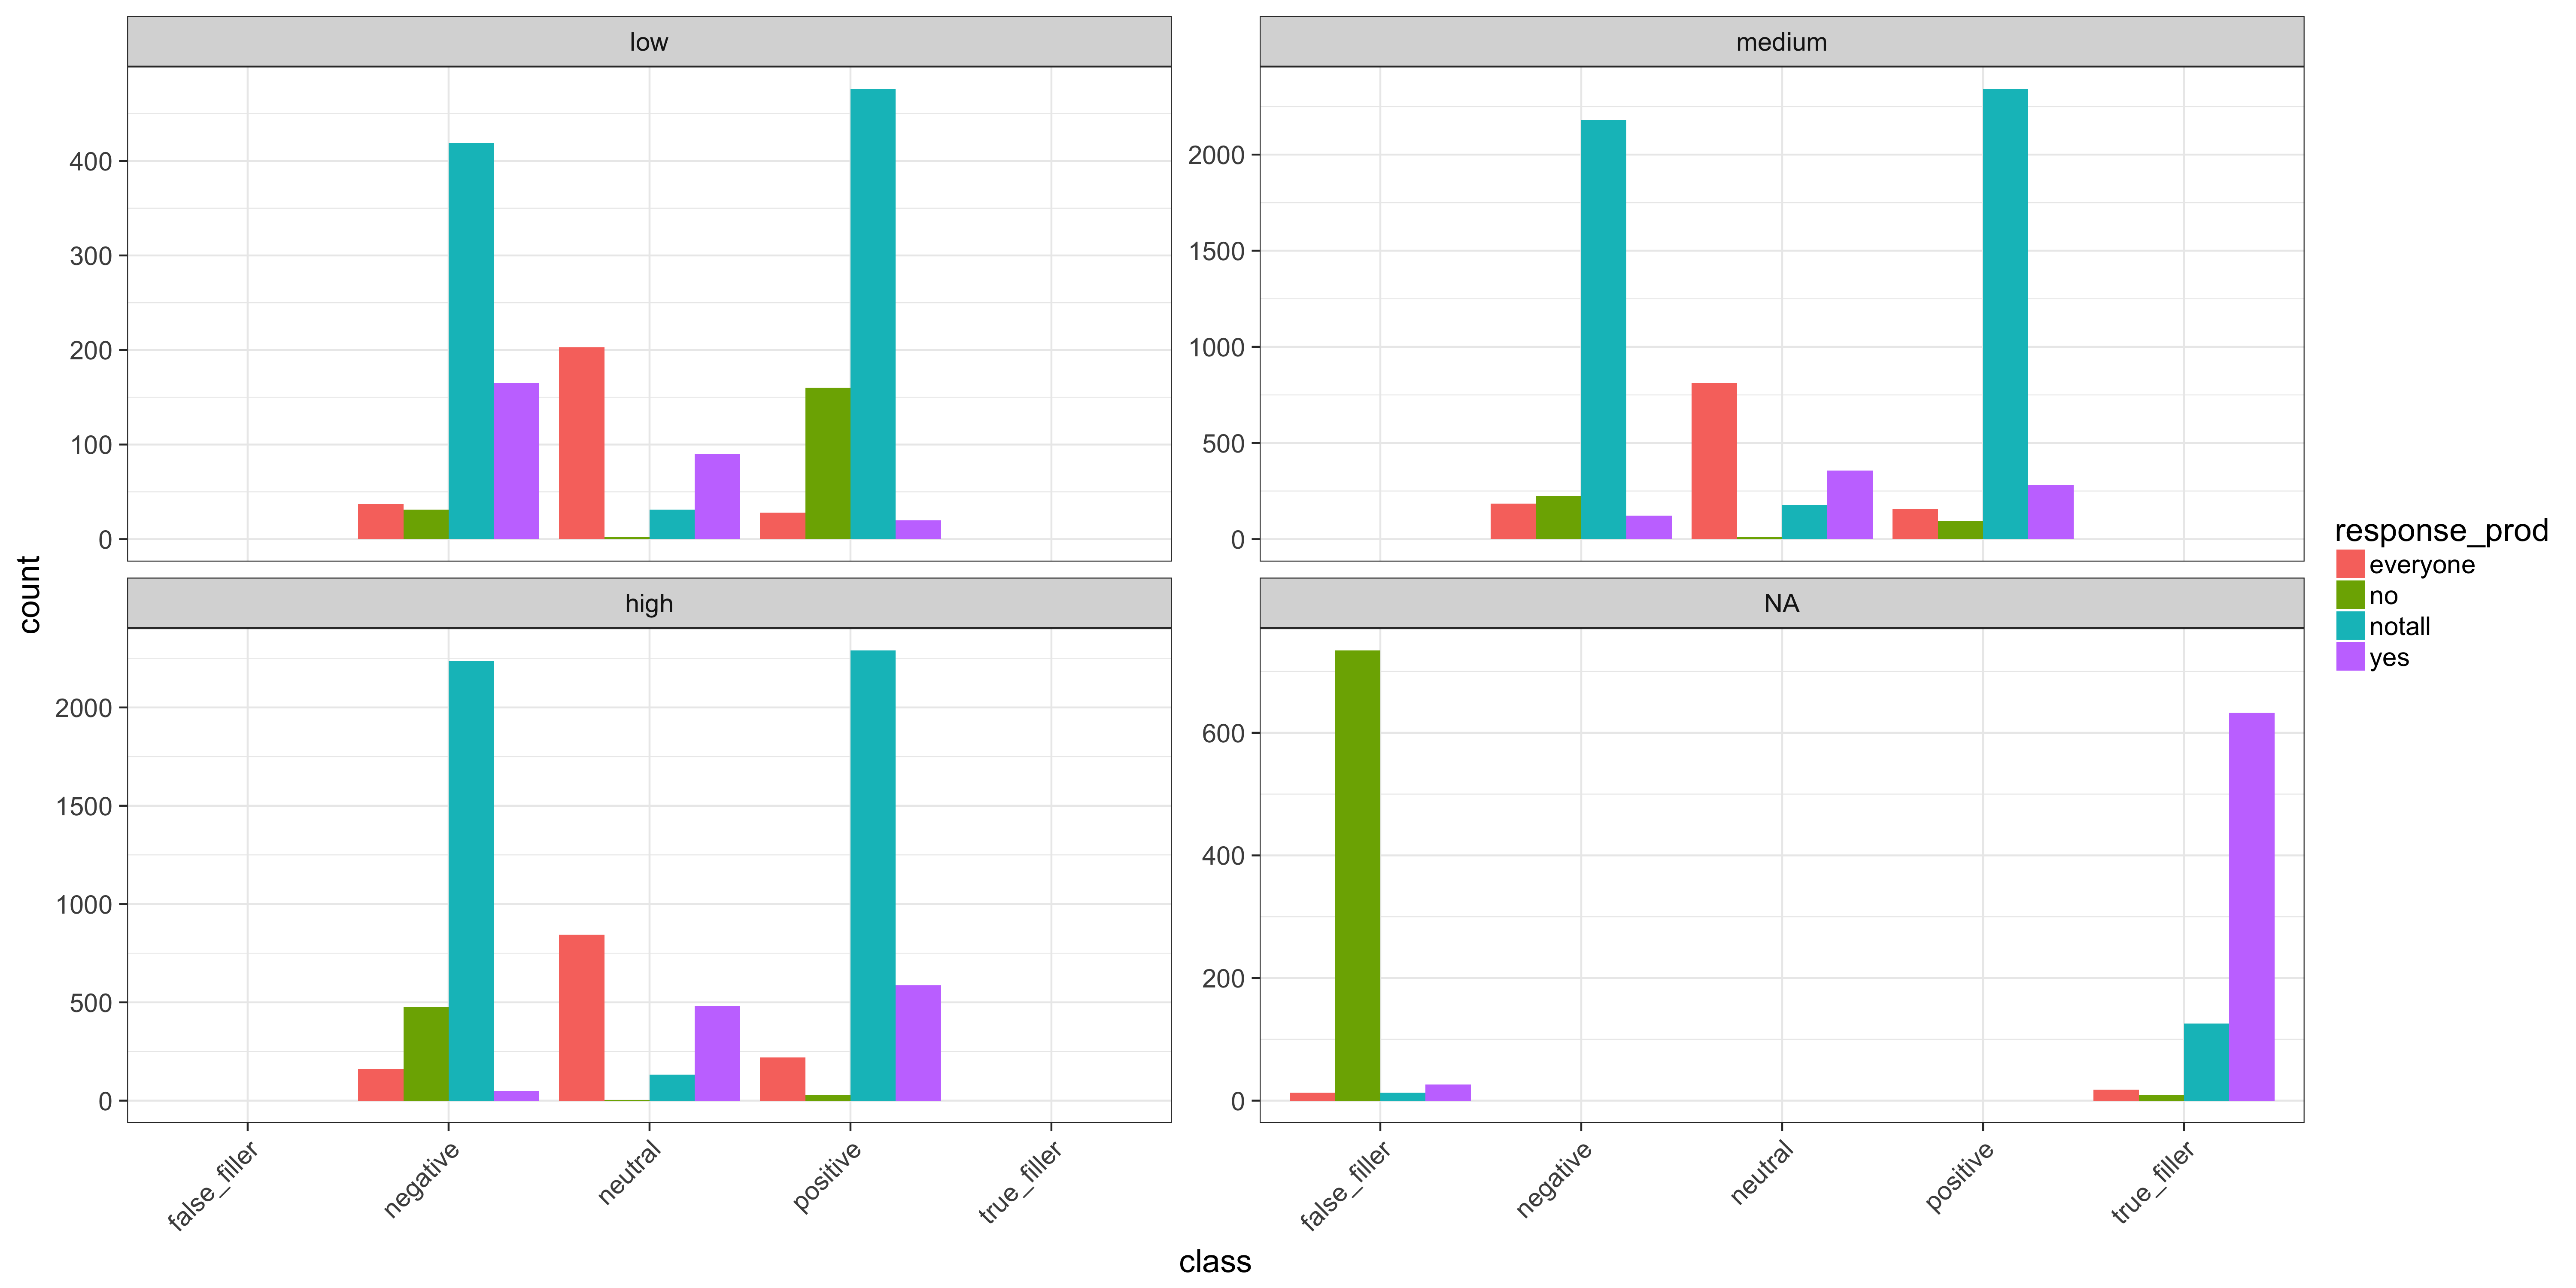 low
medium
400
300
200
100
0
2000
1500
1000
500
0
high
NA
2000
1500
1000
500
0
600
400
200
0
false_filler
negative
neutral
positive
true_filler
false_filler
negative
neutral
positive
true_filler
class
count
response_prod
everyone
no
notall
yes